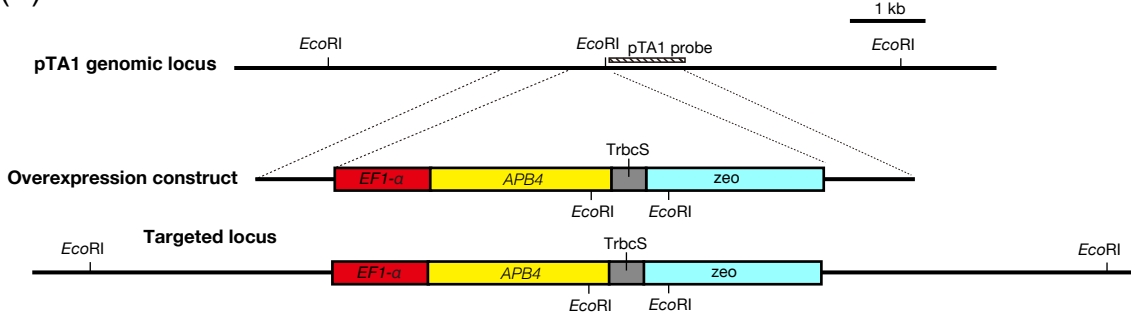 1 kb
EcoRI EcoRI pTA1 probe EcoRI
pTA1 genomic locus
TrbcS
Overexpression construct EF1-α APB4 zeo
EcoRI EcoRI
Targeted locus
EcoRI TrbcS EcoRI
EF1-α APB4 zeo
EcoRI EcoRI